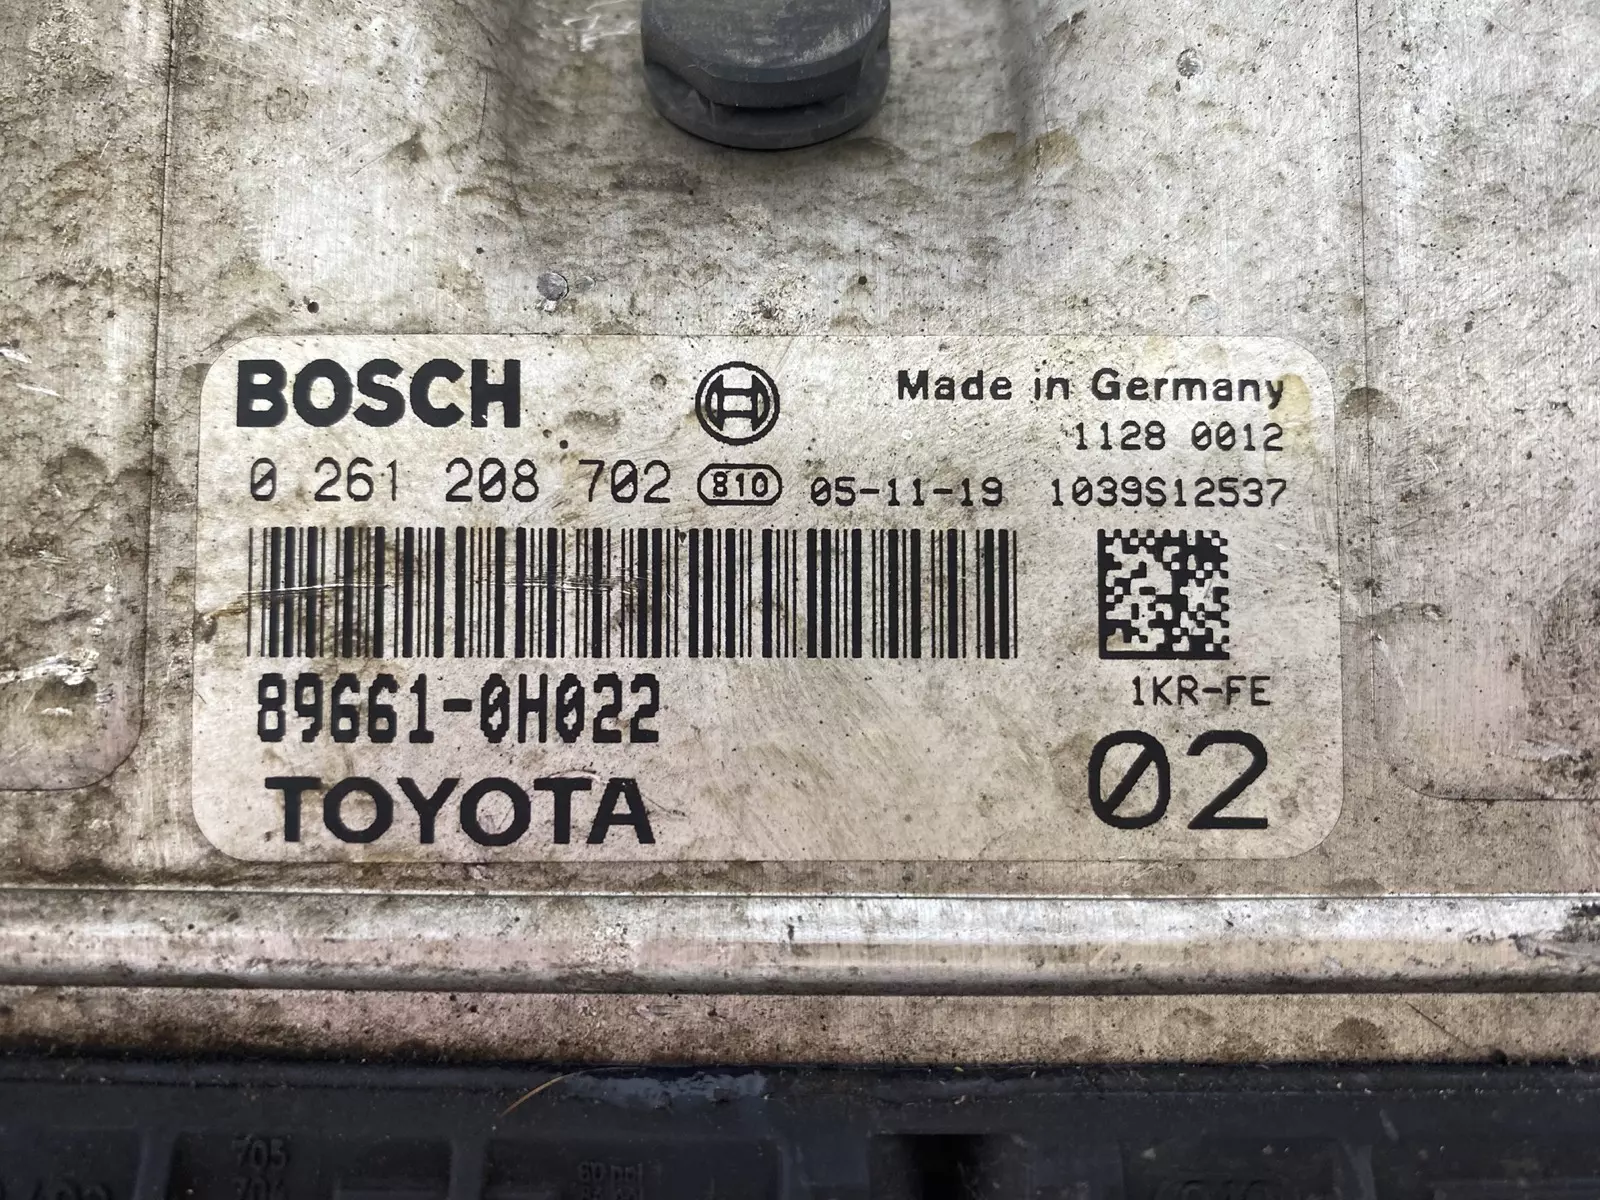 BOSCH
Made in Germany
1128 0012
0 261 208 702 810 05-11-19 1039S12537
89661-0H022
1KR-FE
TOYOTA
02
705